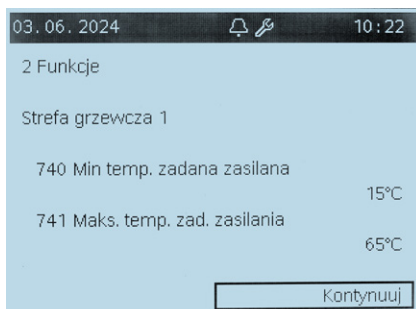 03.06.2024 10:22
2 Funkcje
Strefa grzewcza 1
740 Min temp. zadana zasilana
15°C
741 Maks. temp. zad. zasilania
65°C
Kontynuuj